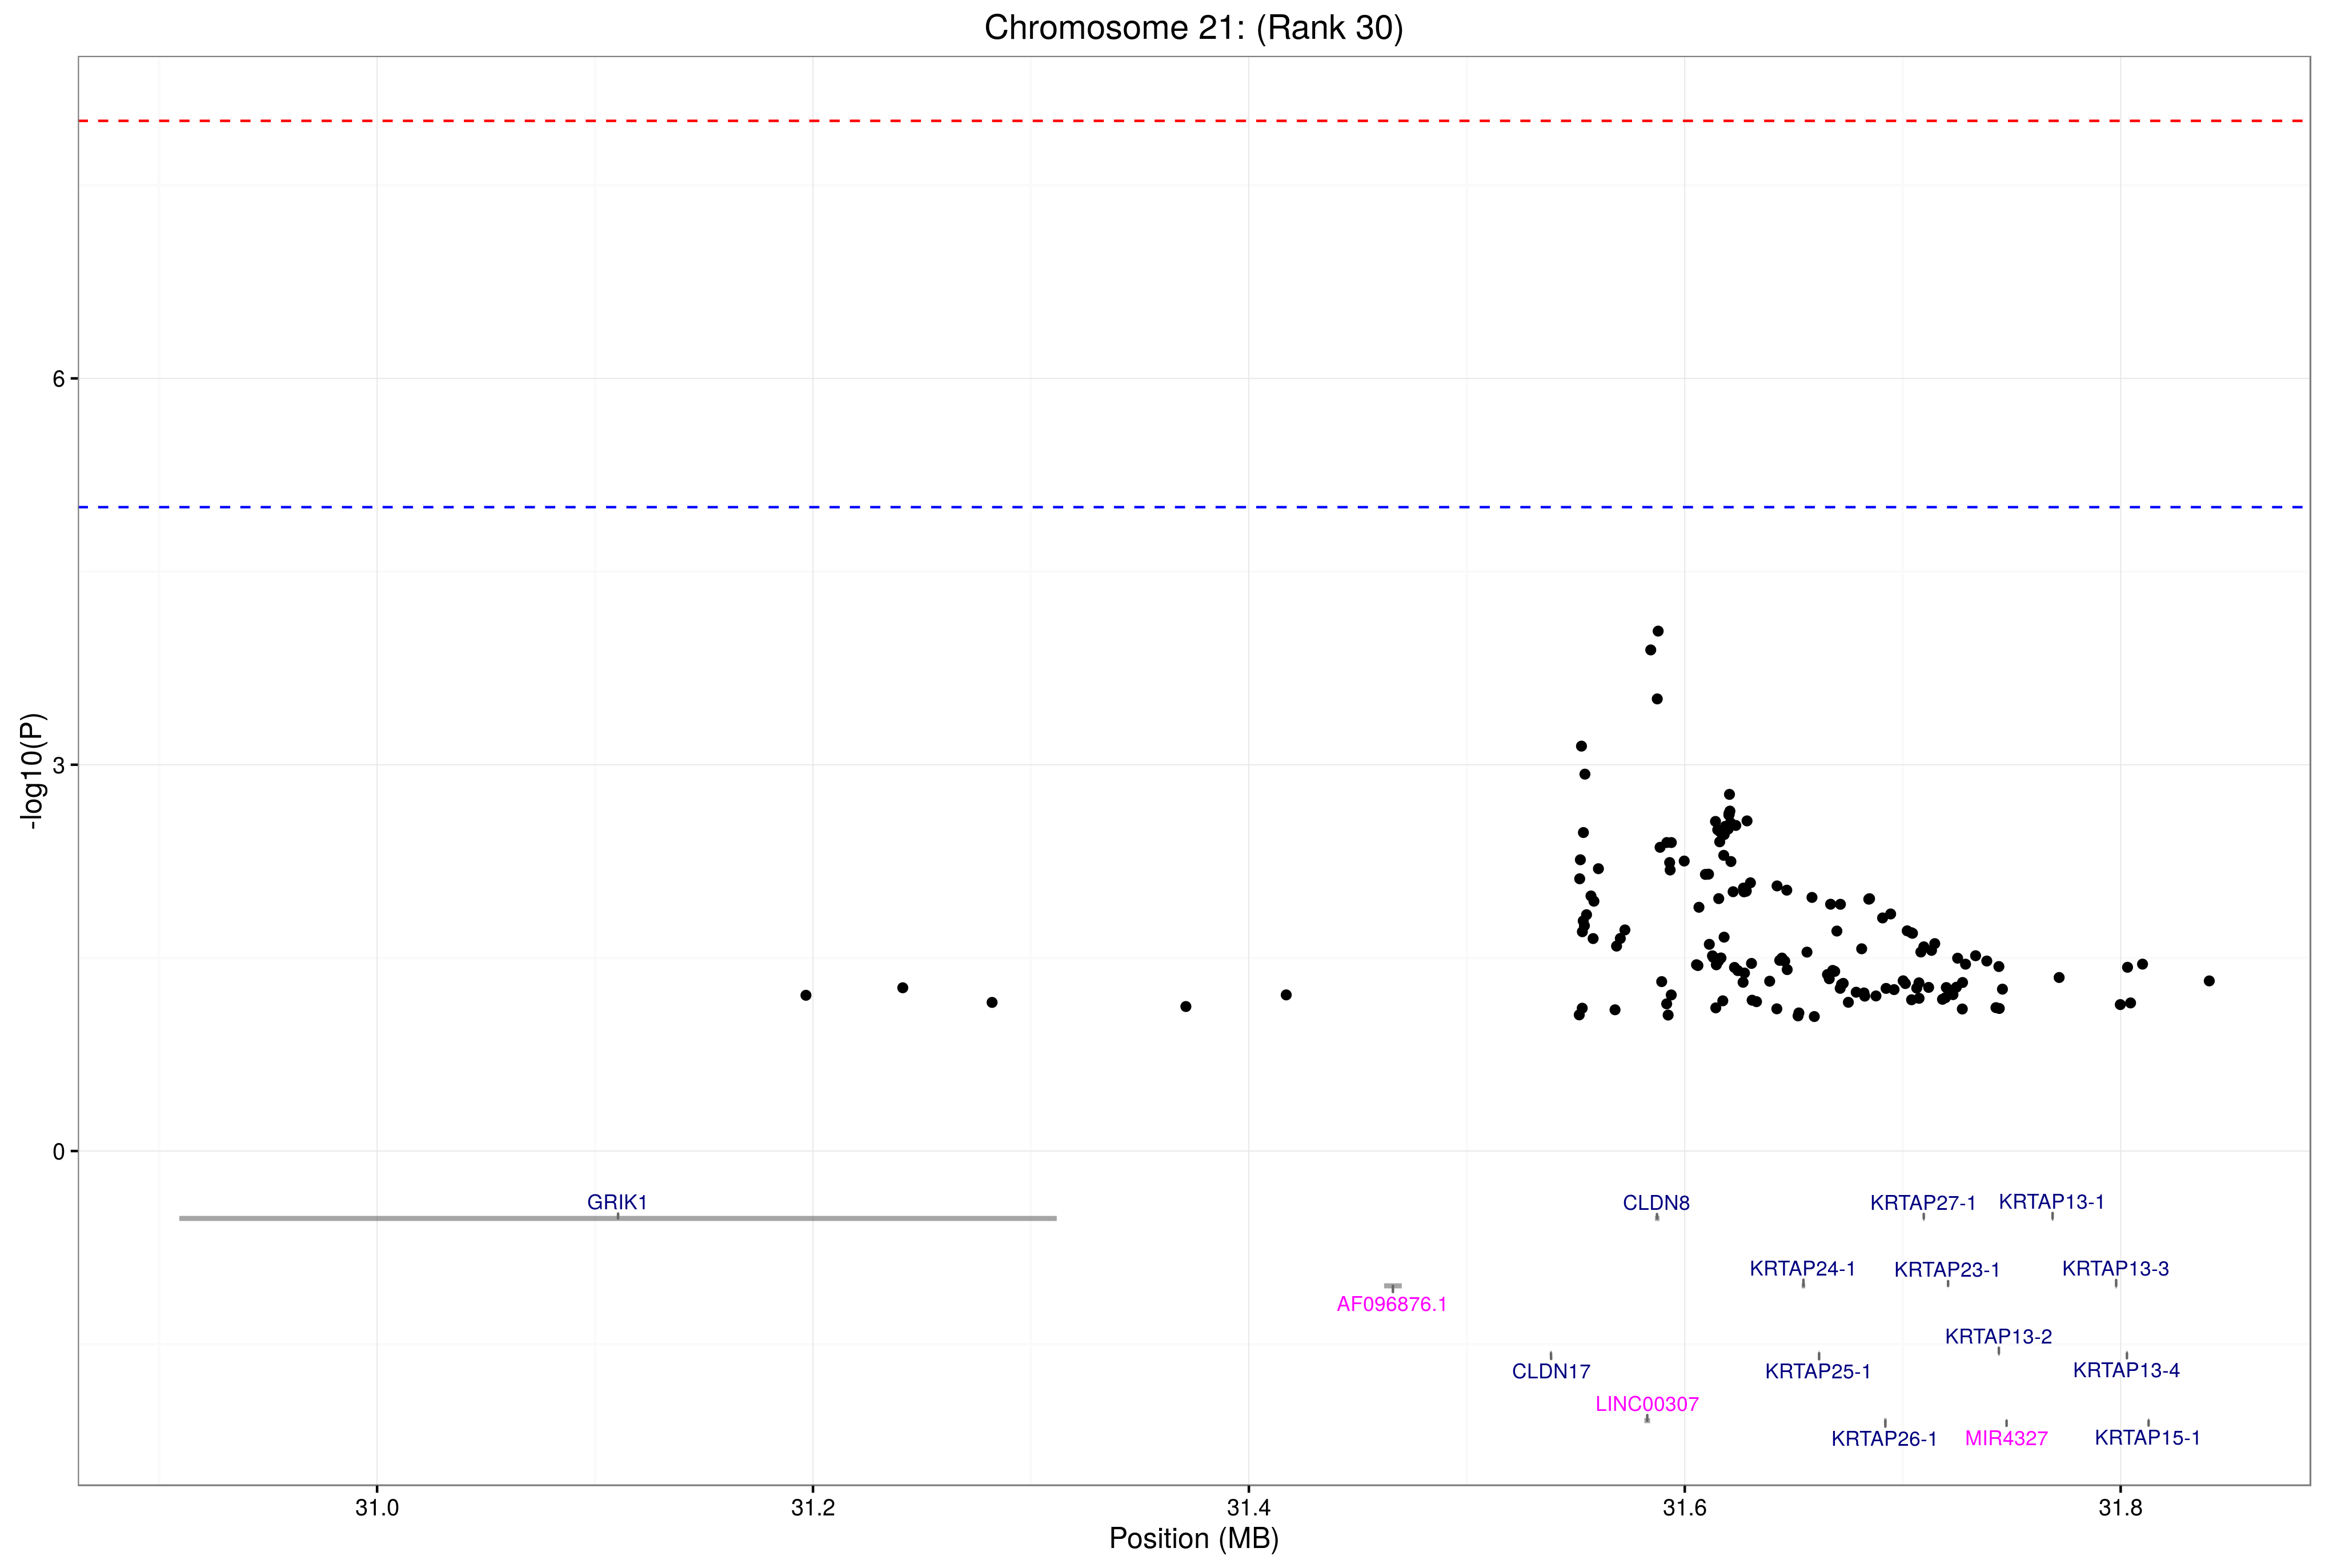 Chromosome 21: (Rank 30)
6
3
0
-log10(P)
GRIK1
CLDN8
KRTAP27-1
KRTAP13-1
KRTAP24-1
KRTAP23-1
KRTAP13-3
AF096876.1
KRTAP13-2
CLDN17
KRTAP25-1
KRTAP13-4
LINC00307
KRTAP26-1
MIR4327
KRTAP15-1
31.0
31.2
31.4
31.6
31.8
Position (MB)